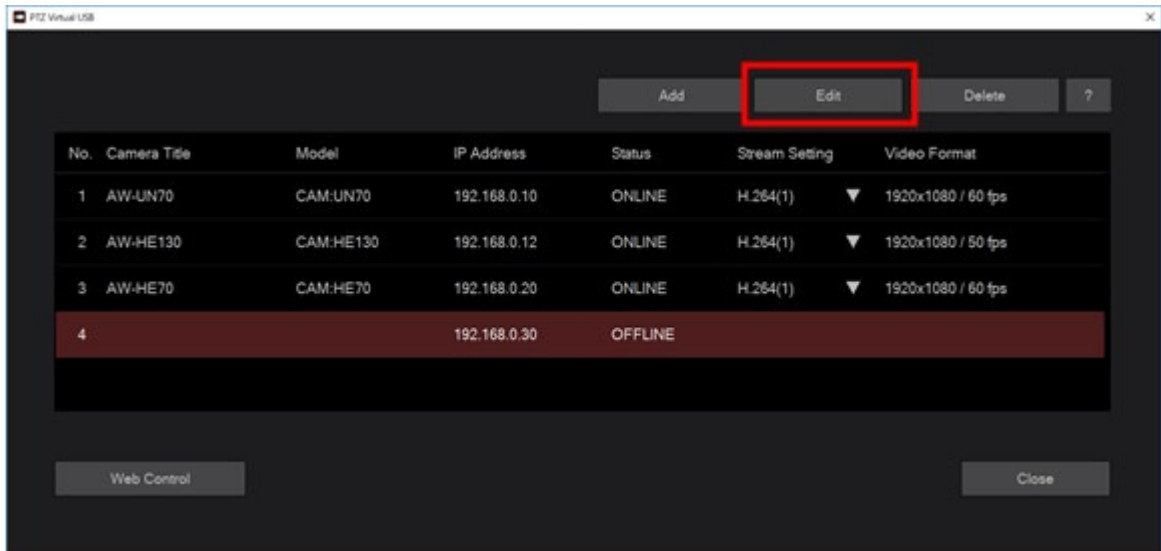 PTZ Virtual USB
Add Edit Delete ?
No. Camera Title Model IP Address Status Stream Setting Video Format
1 AW-UN70 CAM:UN70 192.168.0.10 ONLINE H.264(1) ▼ 1920x1080 / 60 fps
2 AW-HE130 CAM:HE130 192.168.0.12 ONLINE H.264(1) ▼ 1920x1080 / 50 fps
3 AW-HE70 CAM:HE70 192.168.0.20 ONLINE H.264(1) ▼ 1920x1080 / 60 fps
4 192.168.0.30 OFFLINE
Web Control Close